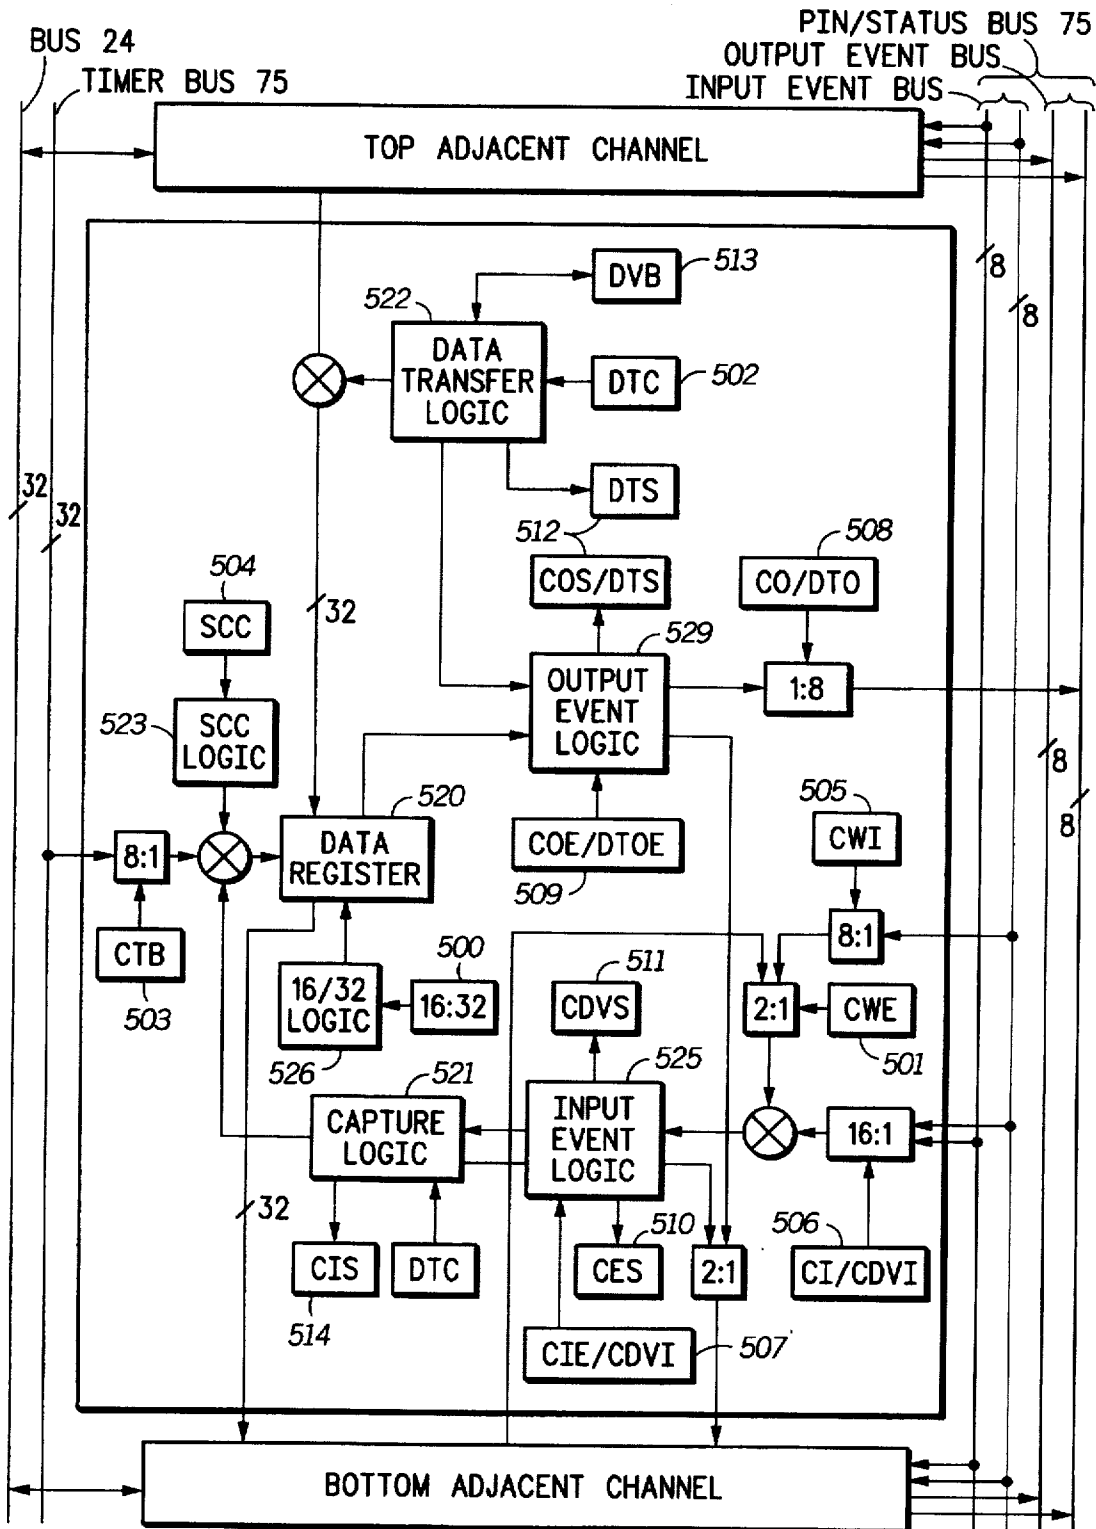 PIN/STATUS BUS 75
BUS 24
OUTPUT EVENT BUS
TIMER BUS 75
INPUT EVENT BUS
TOP ADJACENT CHANNEL
8
8
DVB
513
522
DATA
TRANSFER
LOGIC
DTC
502
32
32
DTS
512
COS/DTS
508
CO/DTO
504
SCC
32
529
OUTPUT
EVENT
LOGIC
1:8
523
SCC
LOGIC
8
8
520
DATA
REGISTER
8:1
COE/DTOE
509
505
CWI
8:1
CTB
503
16/32
LOGIC
526
500
16:32
511
CDVS
2:1
CWE
501
521
CAPTURE
LOGIC
525
INPUT
EVENT
LOGIC
16:1
32
CIS
514
DTC
510
CES
2:1
506
CI/CDVI
CIE/CDVI
507
BOTTOM ADJACENT CHANNEL